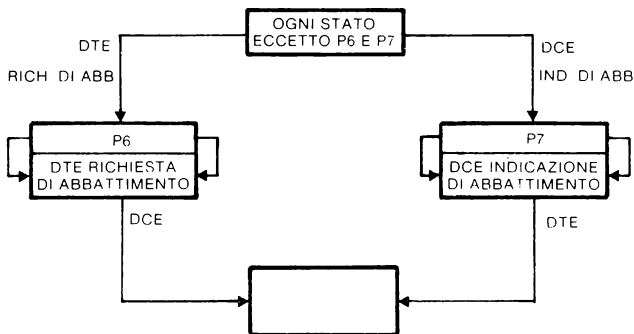 OGNI STATO
ECCETTO P6 E P7
DTE
RICH DI ABB
DCE
IND DI ABB
P6
DTE RICHIESTA
DI ABBATTIMENTO
P7
DCE INDICAZIONE
DI ABBATTIMENTO
DCE
DTE